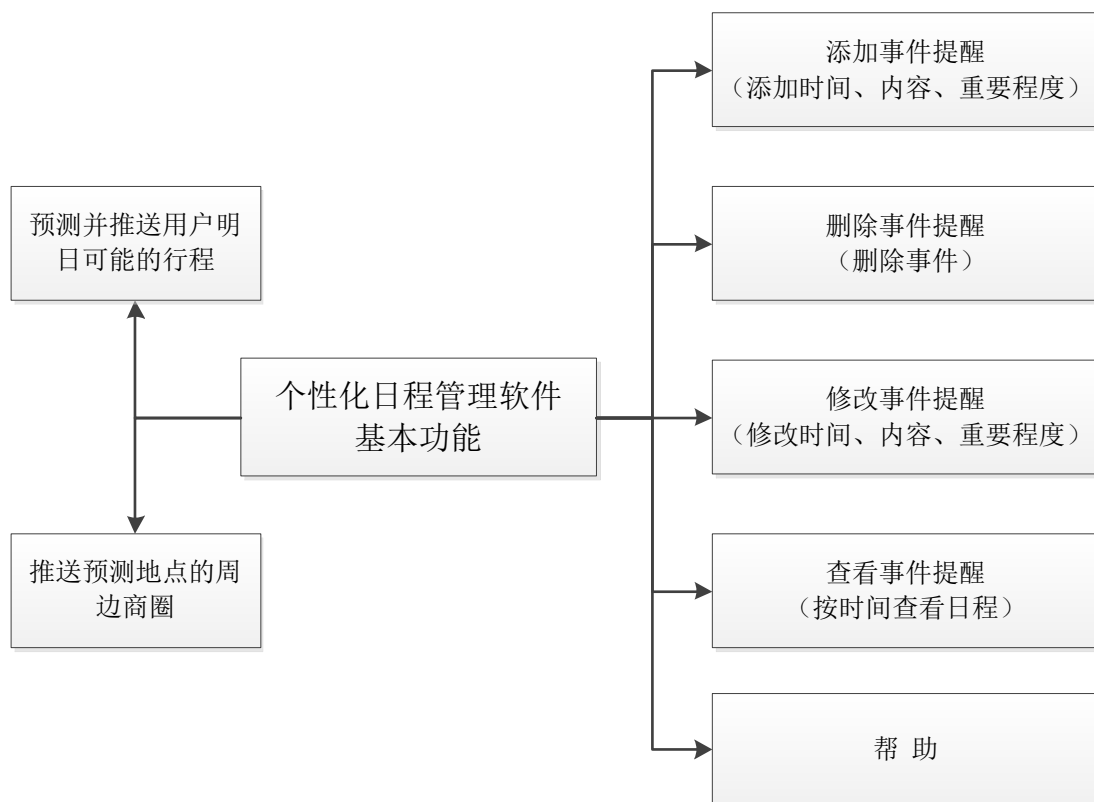 添加事件提醒
（添加时间、内容、重要程度）
预测并推送用户明
日可能的行程
删除事件提醒
（删除事件）
个性化日程管理软件
基本功能
修改事件提醒
（修改时间、内容、重要程度）
推送预测地点的周
边商圈
查看事件提醒
（按时间查看日程）
帮 助